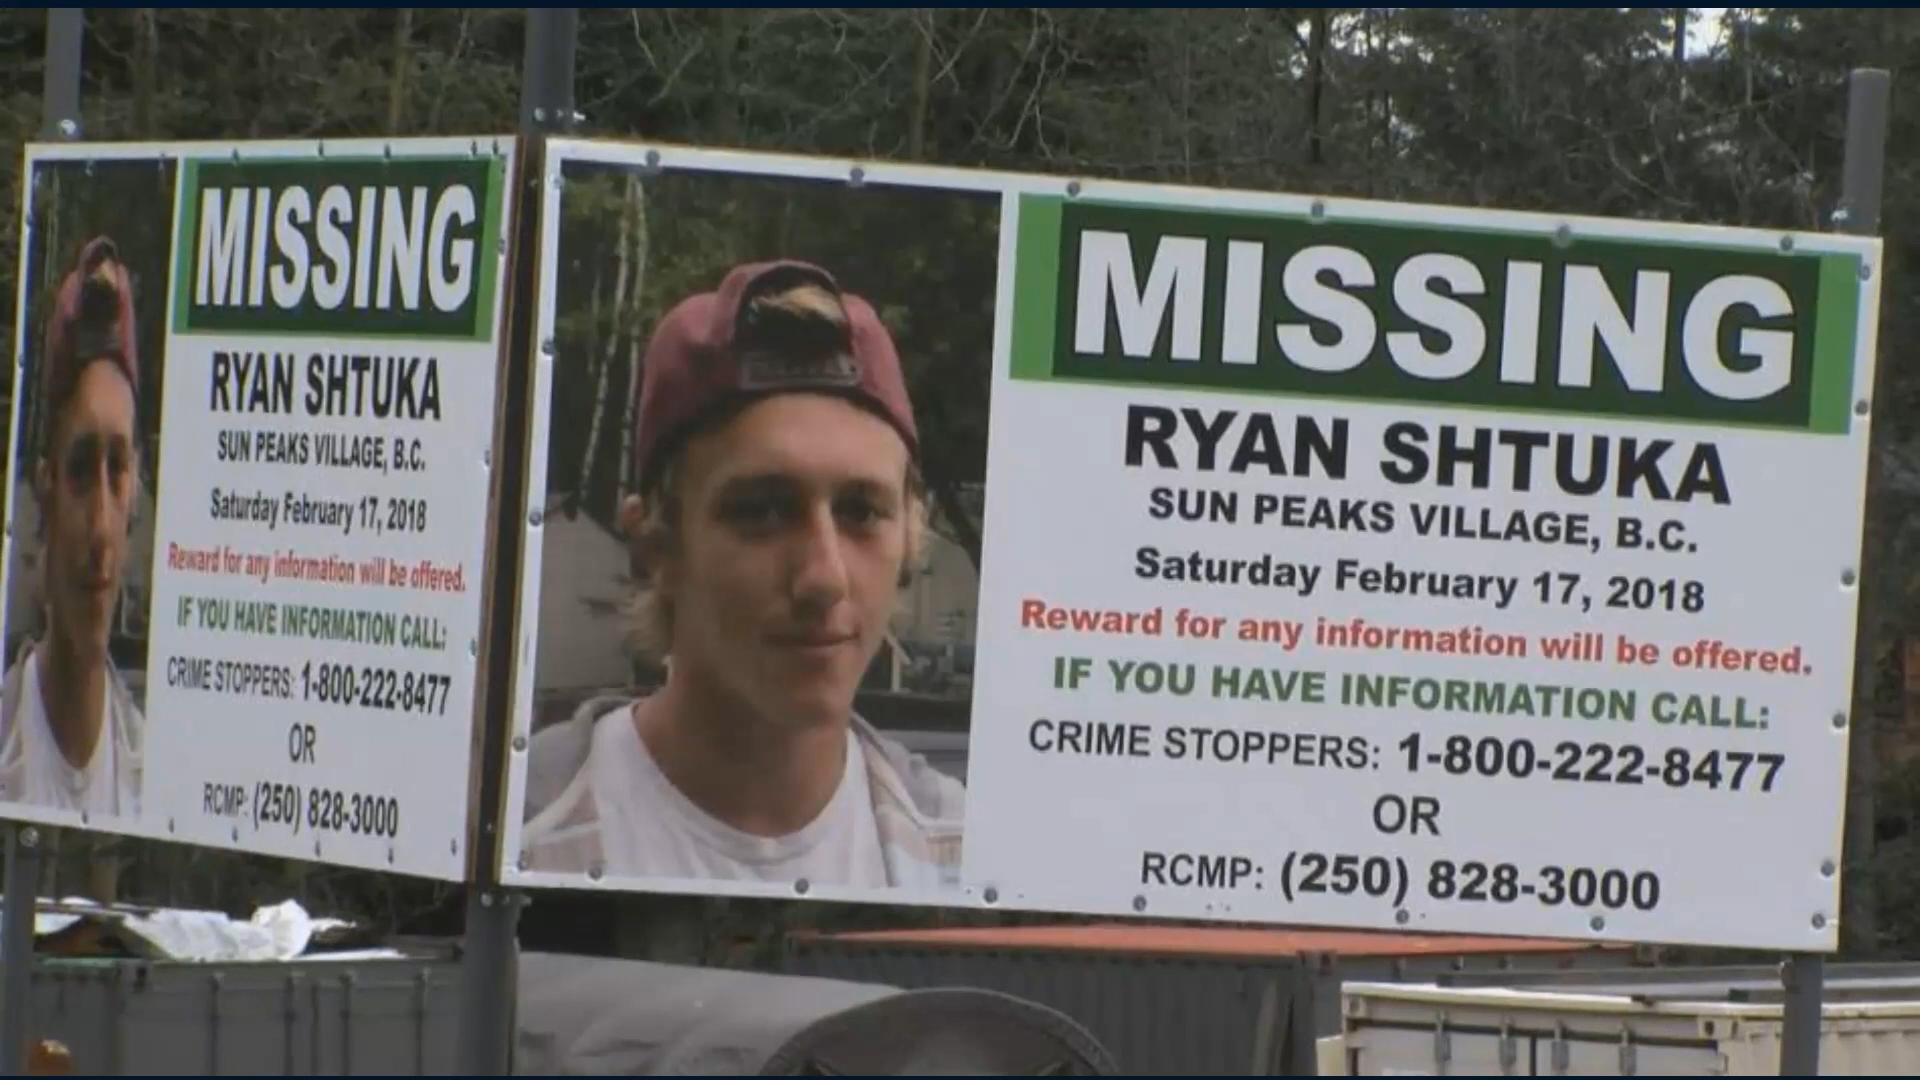 MISSING
RYAN SHTUKA
SUN PEAKS VILLAGE, B.C.
Saturday February 17, 2018
Reward for any information will be offered.
IF YOU HAVE INFORMATION CALL:
CRIME STOPPERS: 1-800-222-8477
OR
RCMP: (250) 828-3000
MISSING
RYAN SHTUKA
SUN PEAKS VILLAGE, B.C.
Saturday February 17, 2018
Reward for any information will be offered.
IF YOU HAVE INFORMATION CALL:
CRIME STOPPERS: 1-800-222-8477
OR
RCMP: (250) 828-3000